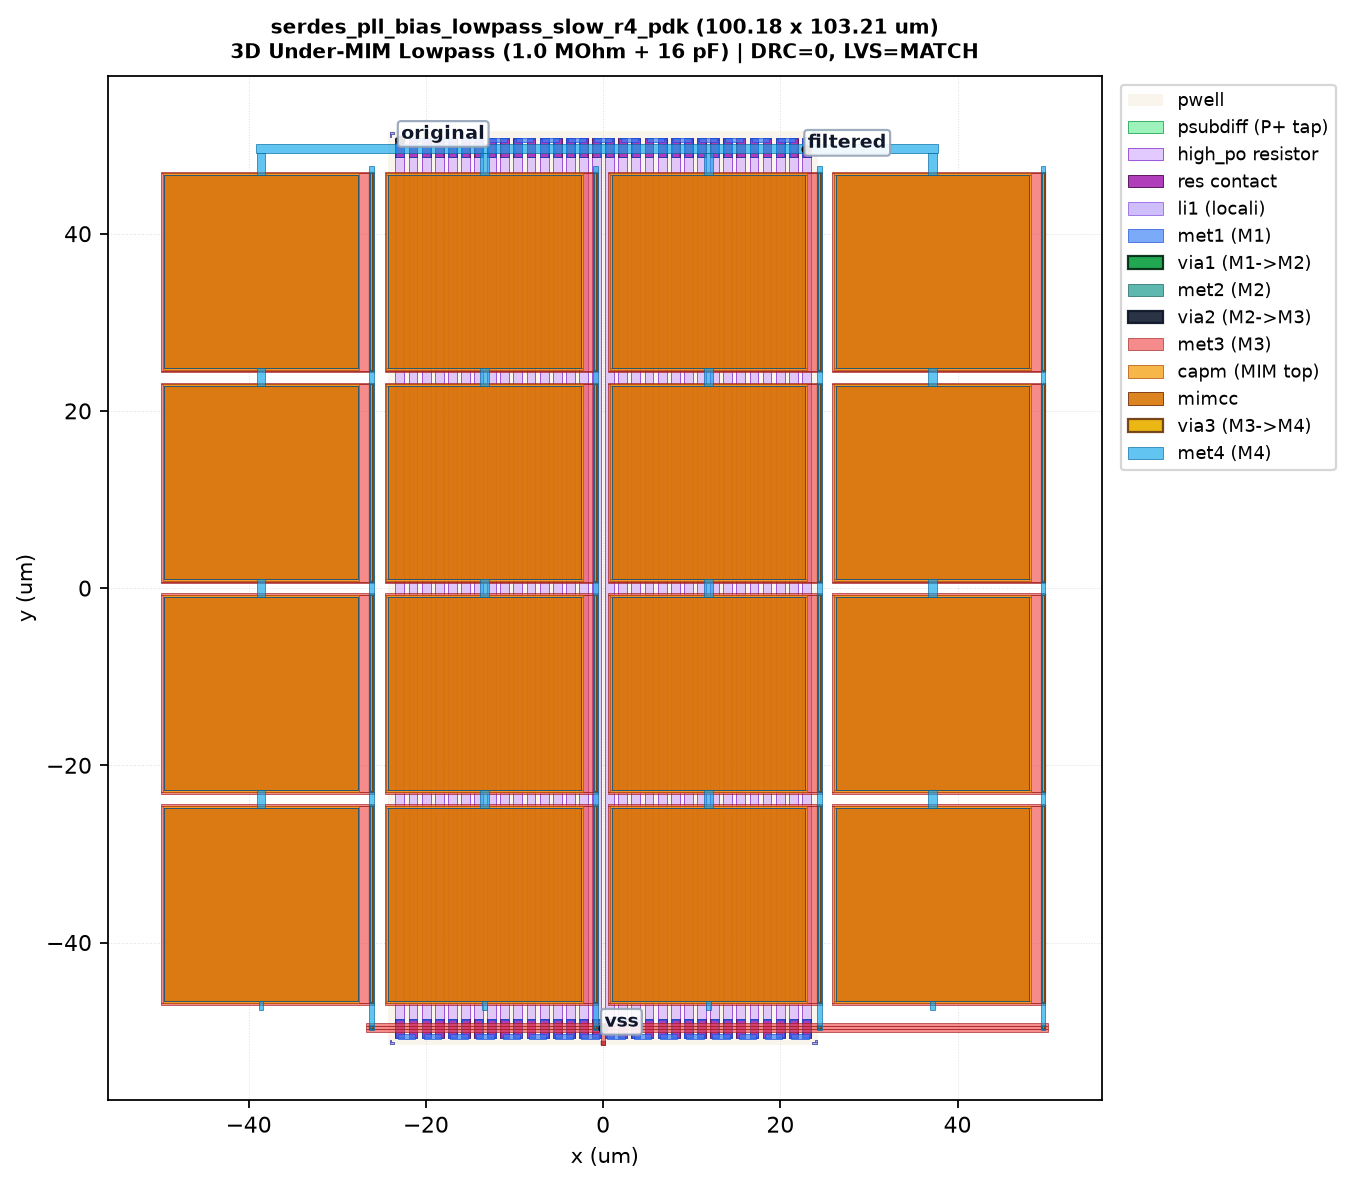 serdes_pll_bias_lowpass_slow_r4_pdk (100.18 x 103.21 um)
3D Under-MIM Lowpass (1.0 MOhm + 16 pF) | DRC=0, LVS=MATCH
original
filtered
vss
pwell
psubdiff (P+ tap)
high_po resistor
res contact
li1 (locali)
met1 (M1)
via1 (M1->M2)
met2 (M2)
via2 (M2->M3)
met3 (M3)
capm (MIM top)
mimcc
via3 (M3->M4)
met4 (M4)
y (um)
40
20
0
−20
−40
−40
−20
0
20
40
x (um)